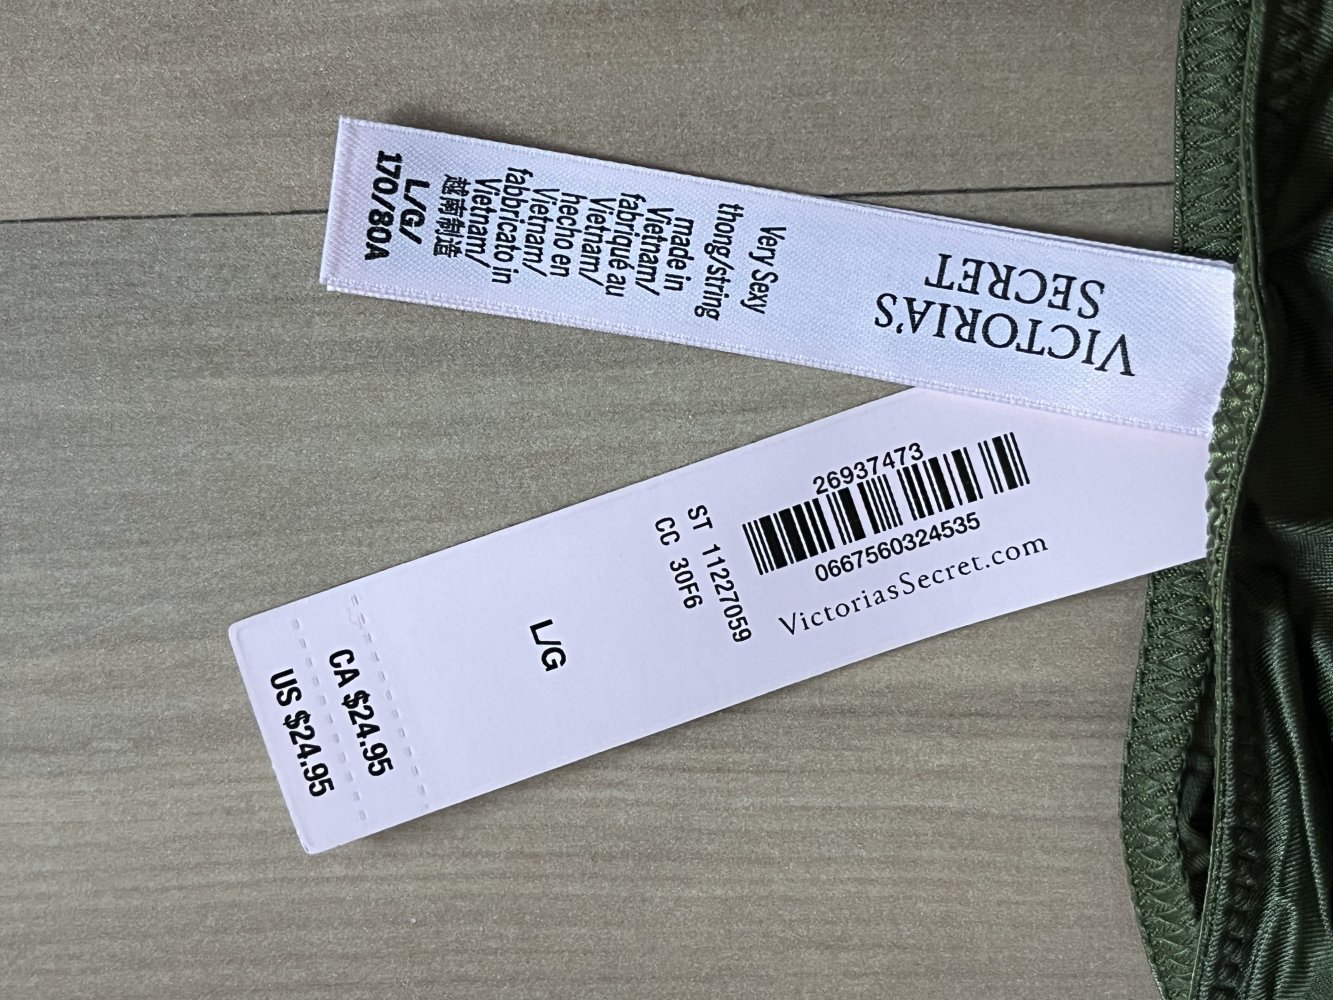 VICTORIA'S
SECRET
Very Sexy
thong/string
made in
Vietnam/
fabriqué au
Vietnam/
hecho en
Vietnam/
fabbricato in
Vietnam/
越南制造
L/G/
170/80A
26937473
0667560324535
VictoriasSecret.com
ST 11227059
CC 30F6
L/G
CA $24.95
US $24.95